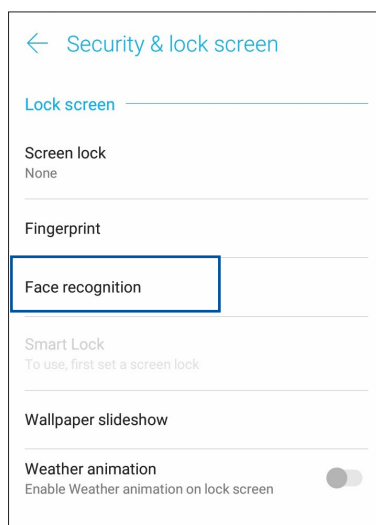 Security & lock screen
Lock screen
Screen lock
None
Fingerprint
Face recognition
Smart Lock
To use, first set a screen lock
Wallpaper slideshow
Weather animation
Enable Weather animation on lock screen